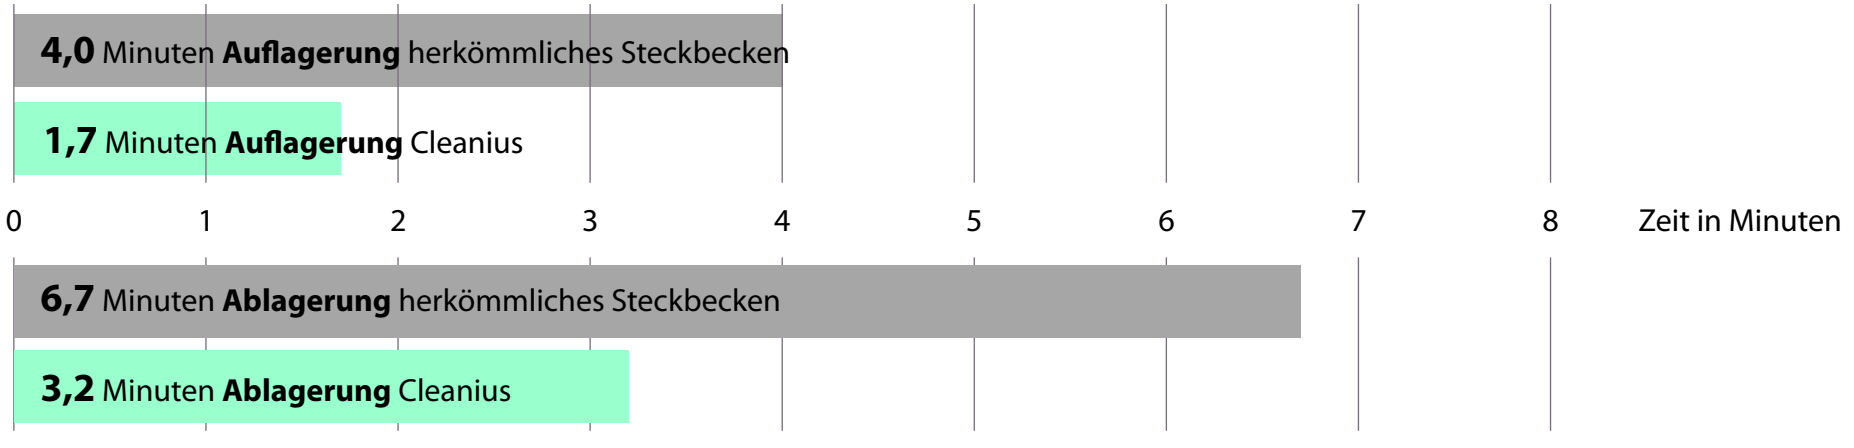 4,0 Minuten Auflagerung herkömmliches Steckbecken
1,7 Minuten Auflagerung Cleanius
0 1 2 3 4 5 6 7 8 Zeit in Minuten
6,7 Minuten Ablagerung herkömmliches Steckbecken
3,2 Minuten Ablagerung Cleanius